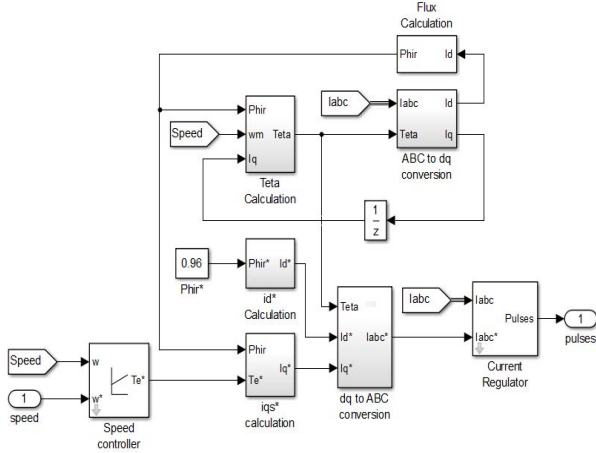 Flux
Calculation
Phir Id
Iabc
Iabc Id
Teta Iq
ABC to dq
conversion
Phir
Speed
wm Teta
Iq
Teta
Calculation
1
z
0.96
Phir*
Phir* Id*
id*
Calculation
Teta
Id* Iabc*
Iq*
dq to ABC
conversion
Iabc
Iabc
Pulses
Iabc*
Current
Regulator
1
pulses
Phir
Iq*
Te*
iqs*
calculation
Speed
w
Te*
w*
1
speed
Speed
controller